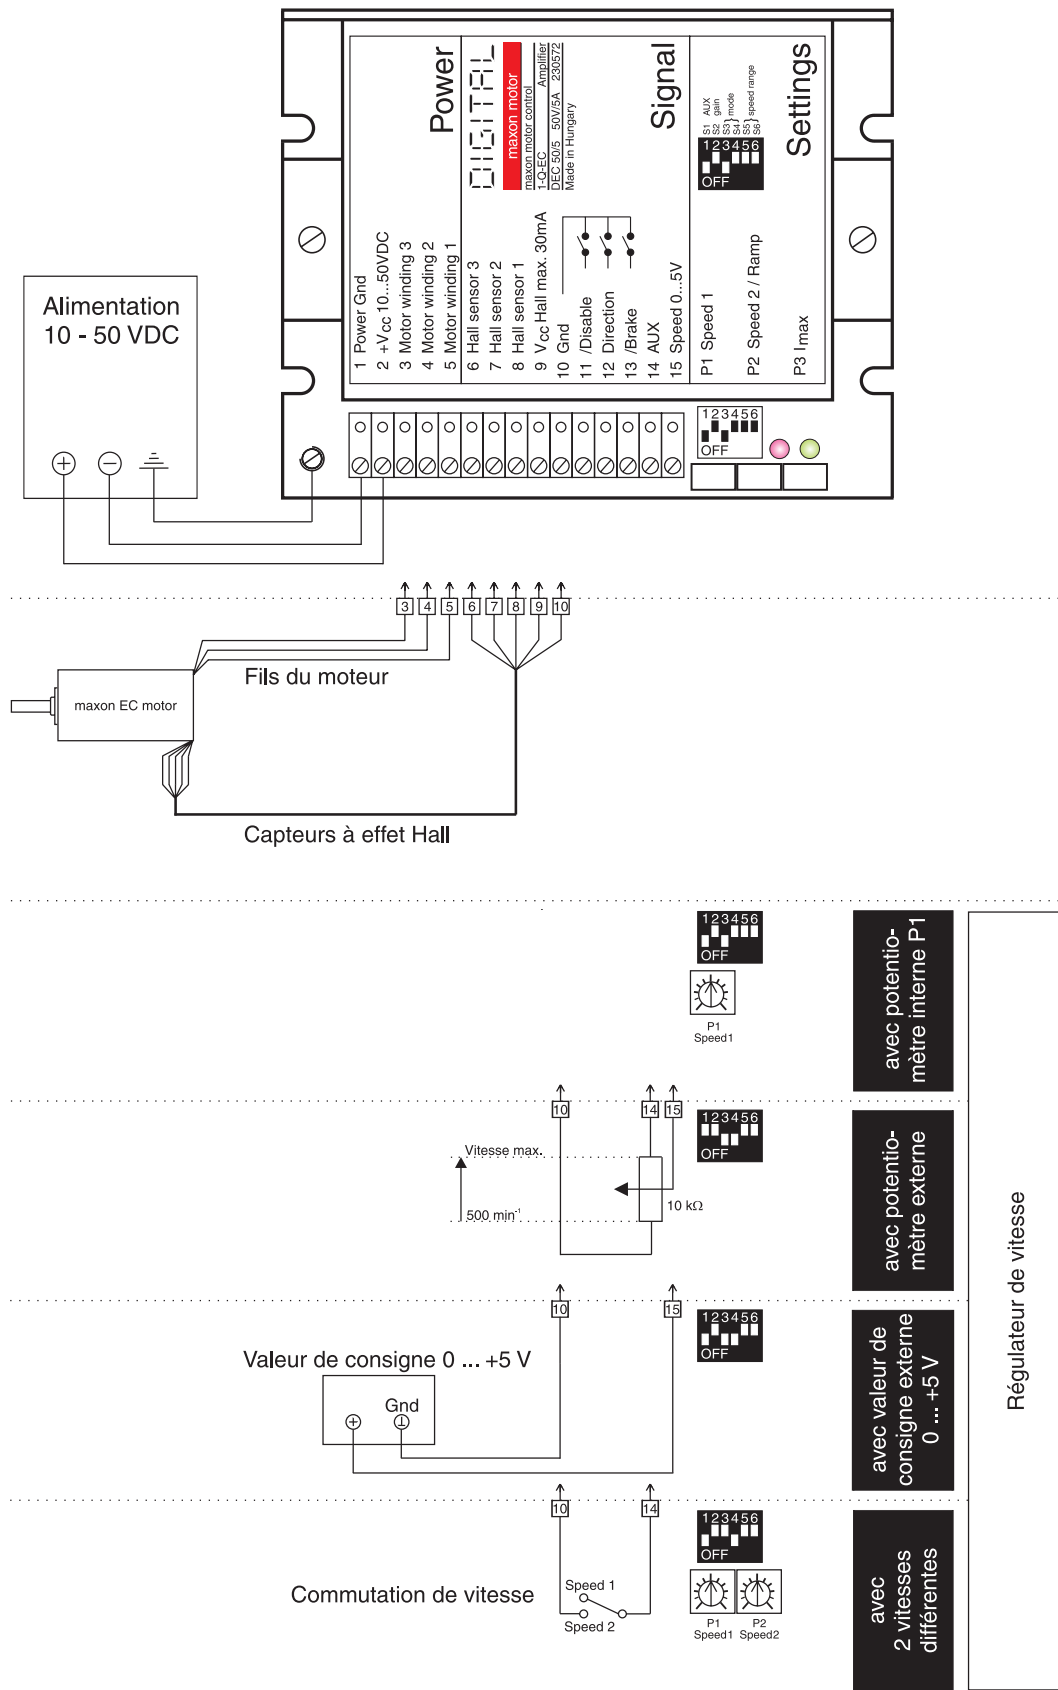 Power
DIGITAL
maxon motor
maxon motor control
1-Q-EC Amplifier
DEC 50/5 50V/5A 230572
Made in Hungary
Signal
S1 AUX
S2 gain
S3 } mode
S4
S5 } speed range
S6
123456
OFF
Settings
1 Power Gnd
2 +Vcc 10...50VDC
3 Motor winding 3
4 Motor winding 2
5 Motor winding 1
6 Hall sensor 3
7 Hall sensor 2
8 Hall sensor 1
9 Vcc Hall max. 30mA
10 Gnd
11 /Disable
12 Direction
13 /Brake
14 AUX
15 Speed 0...5V
P1 Speed 1
P2 Speed 2 / Ramp
P3 Imax
Alimentation
10 - 50 VDC
+ −
123456
OFF
3 4 5 6 7 8 9 10
Fils du moteur
maxon EC motor
Capteurs à effet Hall
123456
OFF
P1
Speed1
avec potentio-
mètre interne P1
10 14 15
123456
OFF
Vitesse max.
500 min-1
10 kΩ
avec potentio-
mètre externe
10 15
123456
OFF
Valeur de consigne 0 ... +5 V
Gnd
+
avec valeur de
consigne externe
0 ... +5 V
10 14
123456
OFF
Commutation de vitesse
Speed 1
Speed 2
P1
Speed1
P2
Speed2
avec
2 vitesses
différentes
Régulateur de vitesse